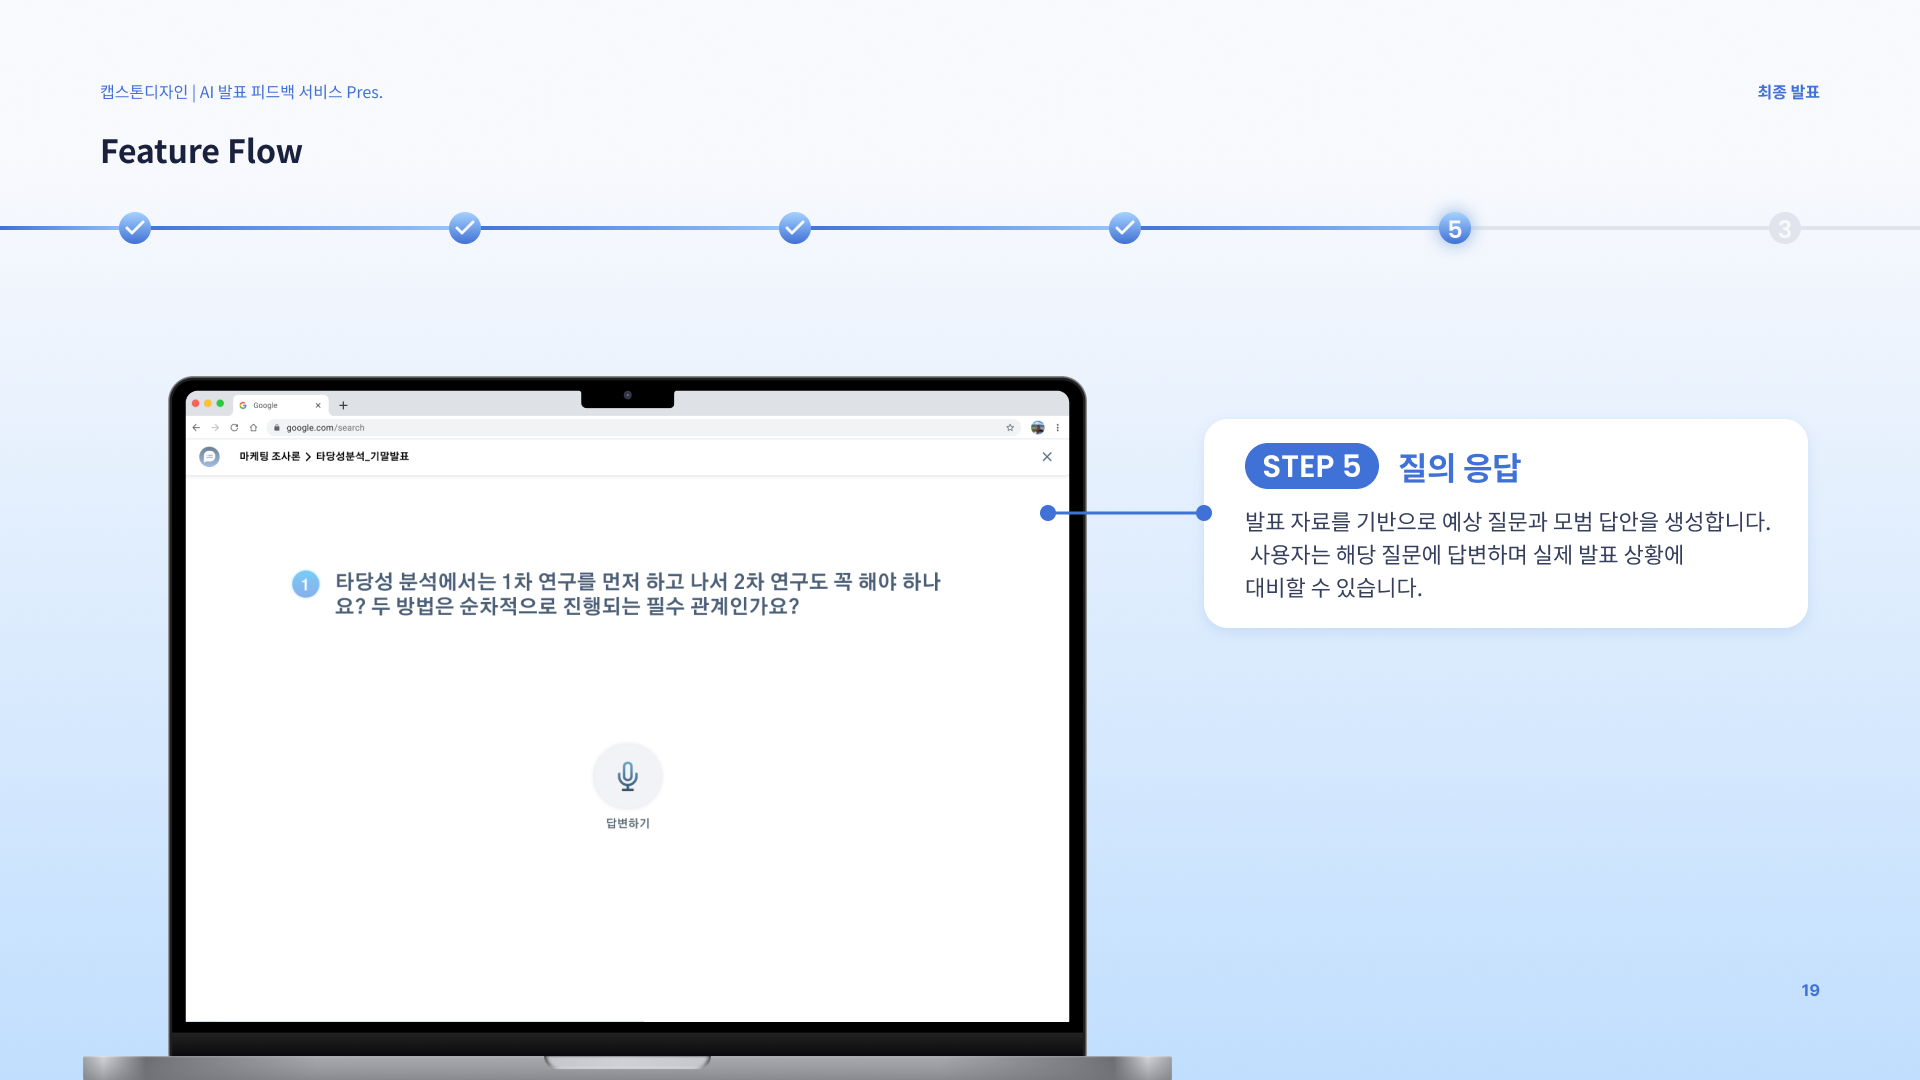 캡스톤디자인 | AI 발표 피드백 서비스 Pres.
최종 발표
Feature Flow
5
3
Google
google.com/search
마케팅 조사론 > 타당성분석_기말발표
1
타당성 분석에서는 1차 연구를 먼저 하고 나서 2차 연구도 꼭 해야 하나
요? 두 방법은 순차적으로 진행되는 필수 관계인가요?
답변하기
STEP 5 질의 응답
발표 자료를 기반으로 예상 질문과 모범 답안을 생성합니다.
사용자는 해당 질문에 답변하며 실제 발표 상황에
대비할 수 있습니다.
19